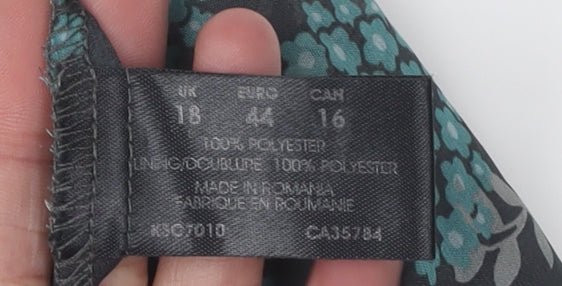 UK EURO CAN
18 44 16
100% POLYESTER
LINING/DOUBLURE: 100% POLYESTER
MADE IN ROMANIA
FABRIQUE EN ROUMANIE
KSC7010 CA35784